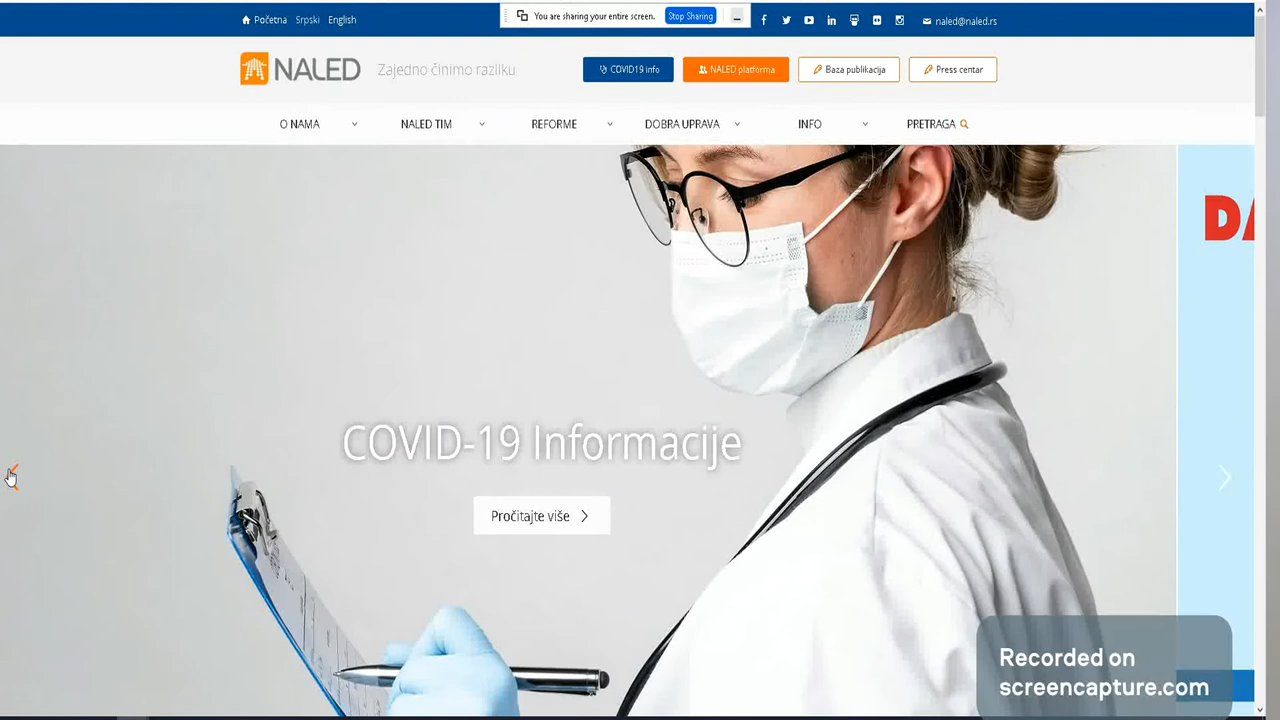 Početna Srpski English
You are sharing your entire screen. Stop Sharing
naled@naled.rs
NALED Zajedno činimo razliku
COVID19 info NALED platforma Baza publikacija Press centar
O NAMA NALED TIM REFORME DOBRA UPRAVA INFO PRETRAGA
DA
COVID-19 Informacije
Pročitajte više
Recorded on
screencapture.com